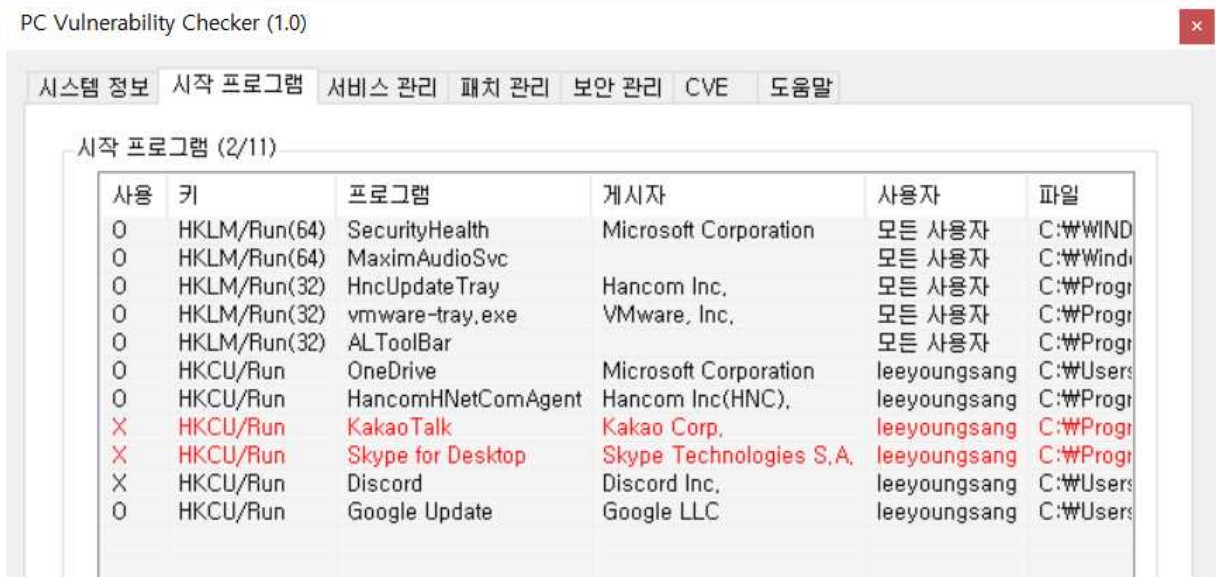 PC Vulnerability Checker (1.0)
시스템 정보 시작 프로그램 서비스 관리 패치 관리 보안 관리 CVE 도움말
시작 프로그램 (2/11)
사용 키 프로그램 게시자 사용자 파일
O HKLM/Run(64) SecurityHealth Microsoft Corporation 모든 사용자 C:₩WIND
O HKLM/Run(64) MaximAudioSvc 모든 사용자 C:₩Wind
O HKLM/Run(32) HncUpdateTray Hancom Inc. 모든 사용자 C:₩Progr
O HKLM/Run(32) vmware-tray.exe VMware, Inc. 모든 사용자 C:₩Progr
O HKLM/Run(32) ALToolBar 모든 사용자 C:₩Progr
O HKCU/Run OneDrive Microsoft Corporation leeyoungsang C:₩Users
O HKCU/Run HancomHNetComAgent Hancom Inc(HNC). leeyoungsang C:₩Progr
X HKCU/Run KakaoTalk Kakao Corp. leeyoungsang C:₩Progr
X HKCU/Run Skype for Desktop Skype Technologies S.A. leeyoungsang C:₩Progr
X HKCU/Run Discord Discord Inc. leeyoungsang C:₩Users
O HKCU/Run Google Update Google LLC leeyoungsang C:₩Users